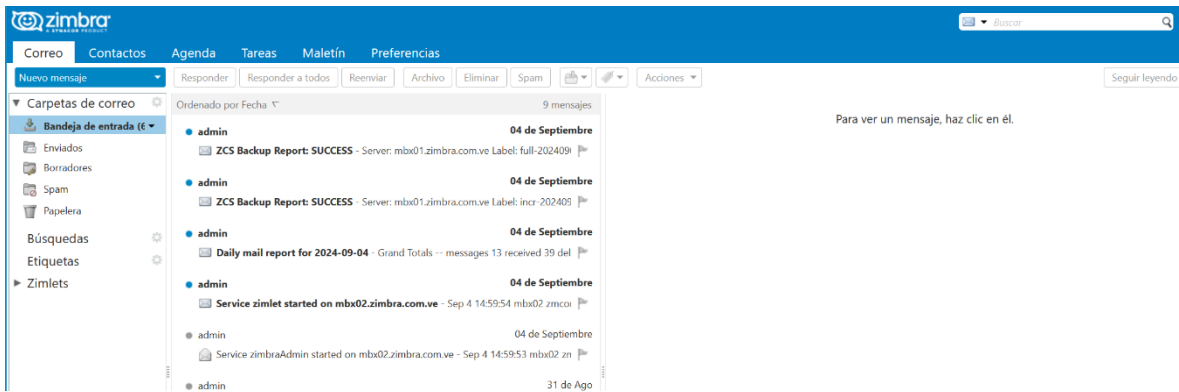 zimbra
A SYNACOR PRODUCT
Buscar
Correo Contactos Agenda Tareas Maletín Preferencias
Nuevo mensaje Responder Responder a todos Reenviar Archivo Eliminar Spam Acciones Seguir leyendo
Carpetas de correo
Bandeja de entrada (6
Enviados
Borradores
Spam
Papelera
Búsquedas
Etiquetas
Zimlets
Ordenado por Fecha 9 mensajes
admin 04 de Septiembre
ZCS Backup Report: SUCCESS - Server: mbx01.zimbra.com.ve Label: full-202409
admin 04 de Septiembre
ZCS Backup Report: SUCCESS - Server: mbx01.zimbra.com.ve Label: incr-202409
admin 04 de Septiembre
Daily mail report for 2024-09-04 - Grand Totals -- messages 13 received 39 del
admin 04 de Septiembre
Service zimlet started on mbx02.zimbra.com.ve - Sep 4 14:59:54 mbx02 zmcon
admin 04 de Septiembre
Service zimbraAdmin started on mbx02.zimbra.com.ve - Sep 4 14:59:53 mbx02 zn
admin 31 de Ago
Para ver un mensaje, haz clic en él.